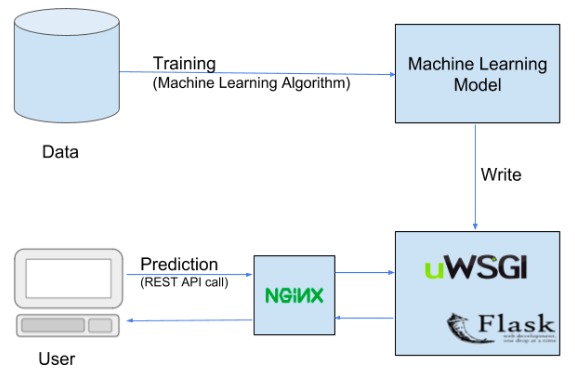 Training
(Machine Learning Algorithm)
Machine Learning
Model
Data
Write
Prediction
(REST API call)
NGiNX
uWSGI
Flask
web development,
one drop at a time
User